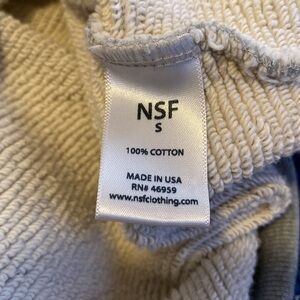 NSF
S
100% COTTON
MADE IN USA
RN# 46959
www.nsfclothing.com